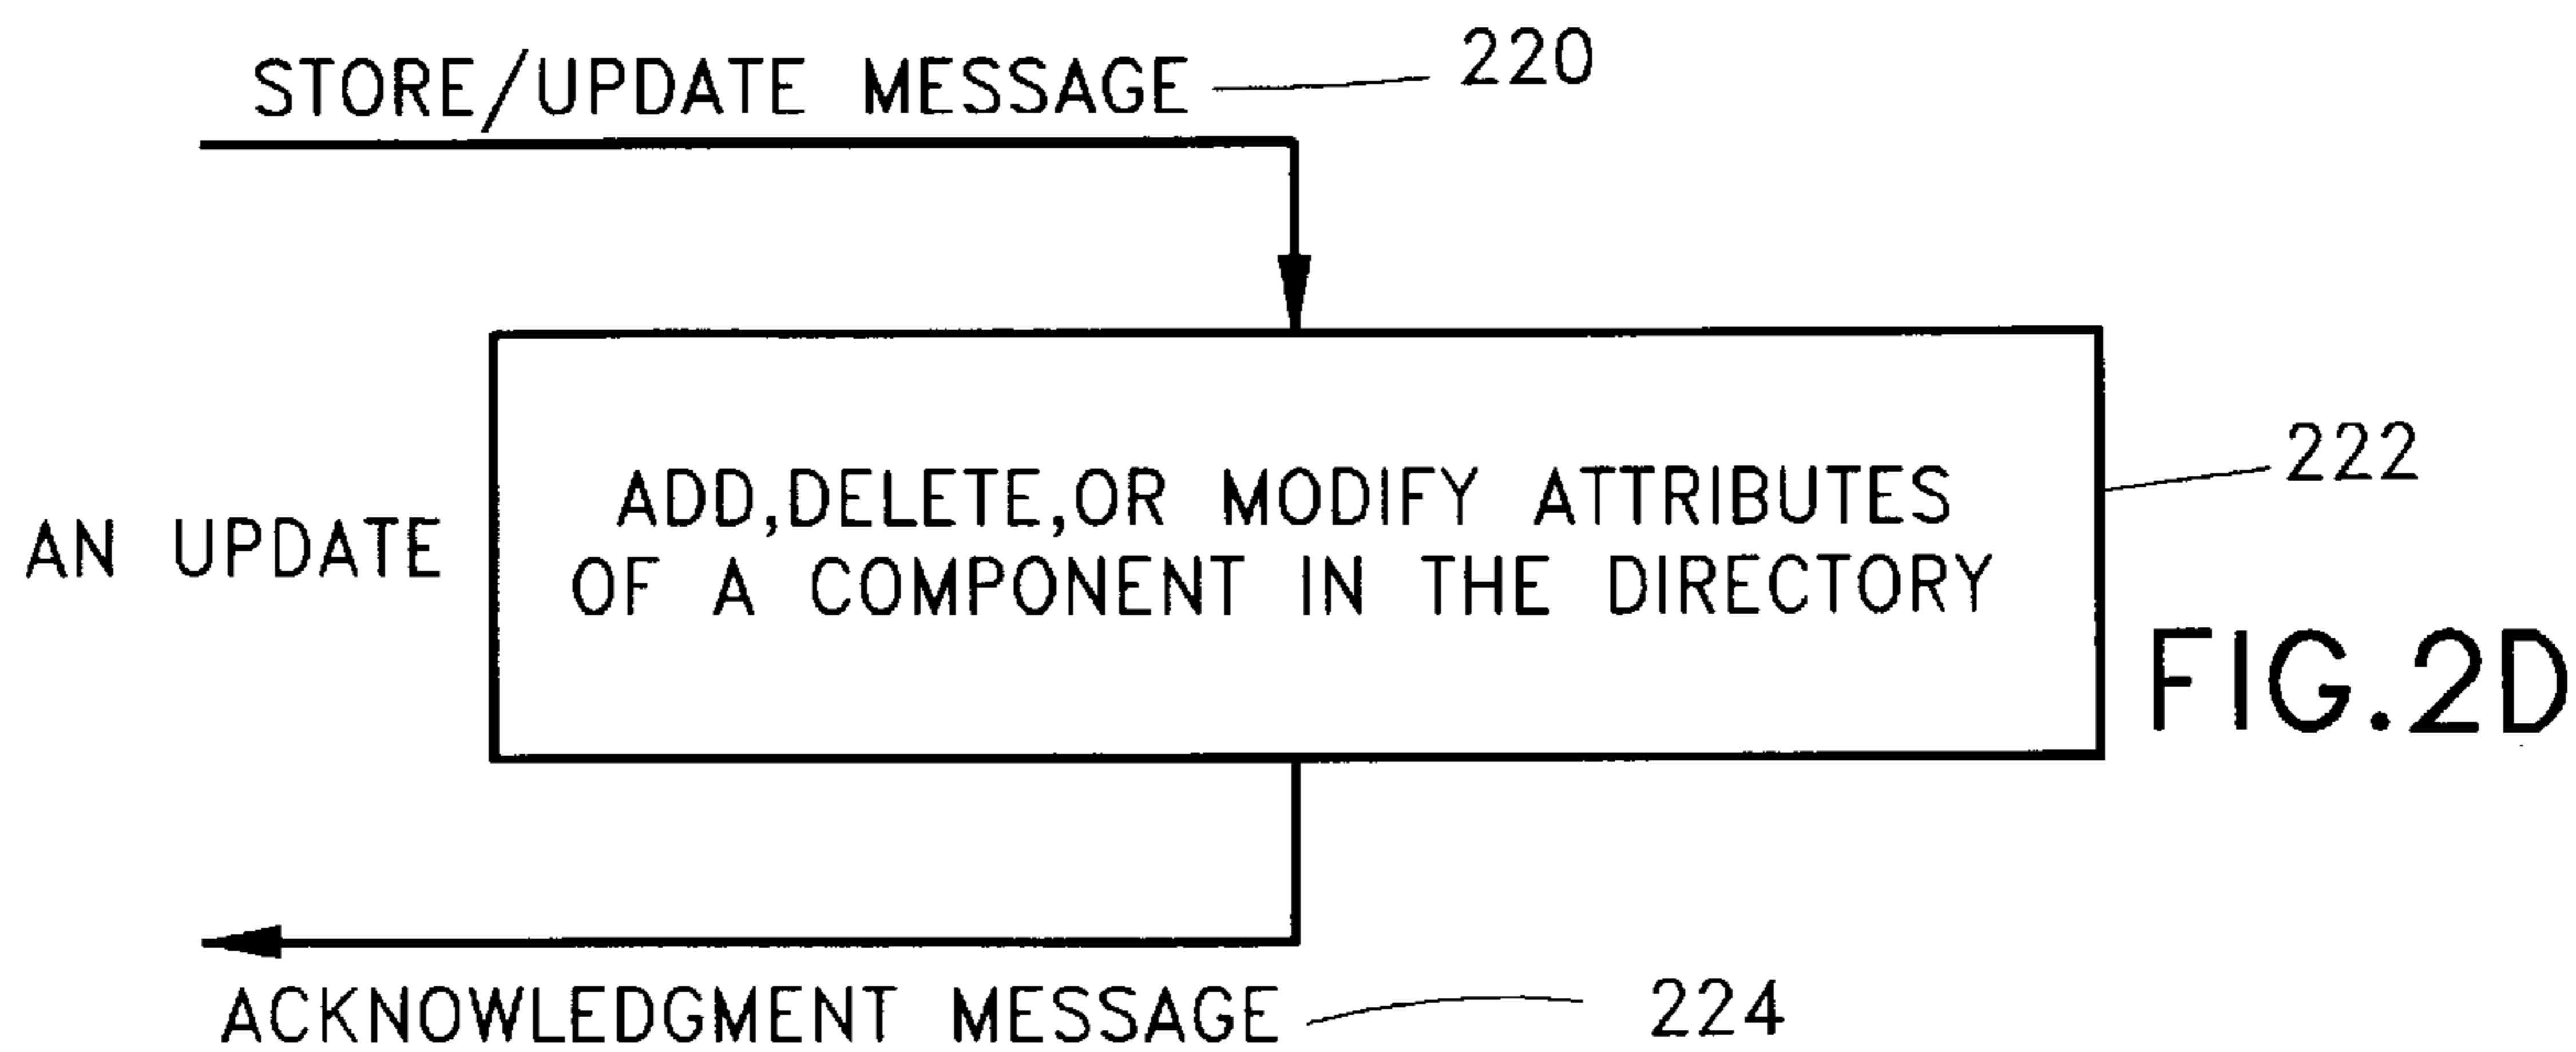 STORE/UPDATE MESSAGE 220
ADD,DELETE,OR MODIFY ATTRIBUTES
OF A COMPONENT IN THE DIRECTORY
222
AN UPDATE
FIG.2D
ACKNOWLEDGMENT MESSAGE 224